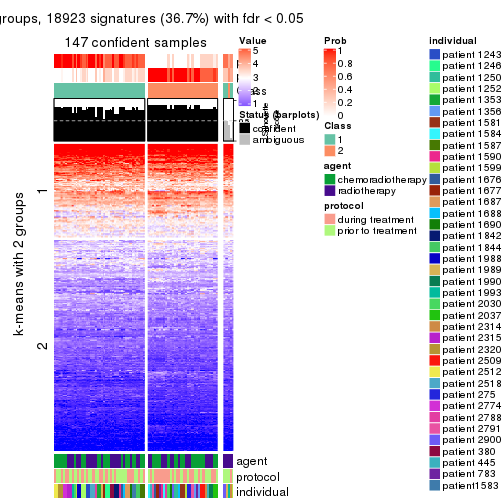 groups, 18923 signatures (36.7%) with fdr < 0.05
147 confident samples
k-means with 2 groups
1
2
Value
5
4
3
2
1
Status (barplots)
confident
ambiguous
Prob
1
0.8
0.6
0.4
0.2
0
Class
1
2
agent
chemoradiotherapy
radiotherapy
protocol
during treatment
prior to treatment
individual
patient 1243
patient 1246
patient 1250
patient 1252
patient 1353
patient 1356
patient 1581
patient 1584
patient 1587
patient 1590
patient 1599
patient 1676
patient 1677
patient 1687
patient 1688
patient 1690
patient 1842
patient 1844
patient 1988
patient 1989
patient 1990
patient 1993
patient 2030
patient 2037
patient 2314
patient 2315
patient 2320
patient 2509
patient 2512
patient 2518
patient 275
patient 2774
patient 2788
patient 2791
patient 2900
patient 380
patient 445
patient 783
patient1583
agent
protocol
individual